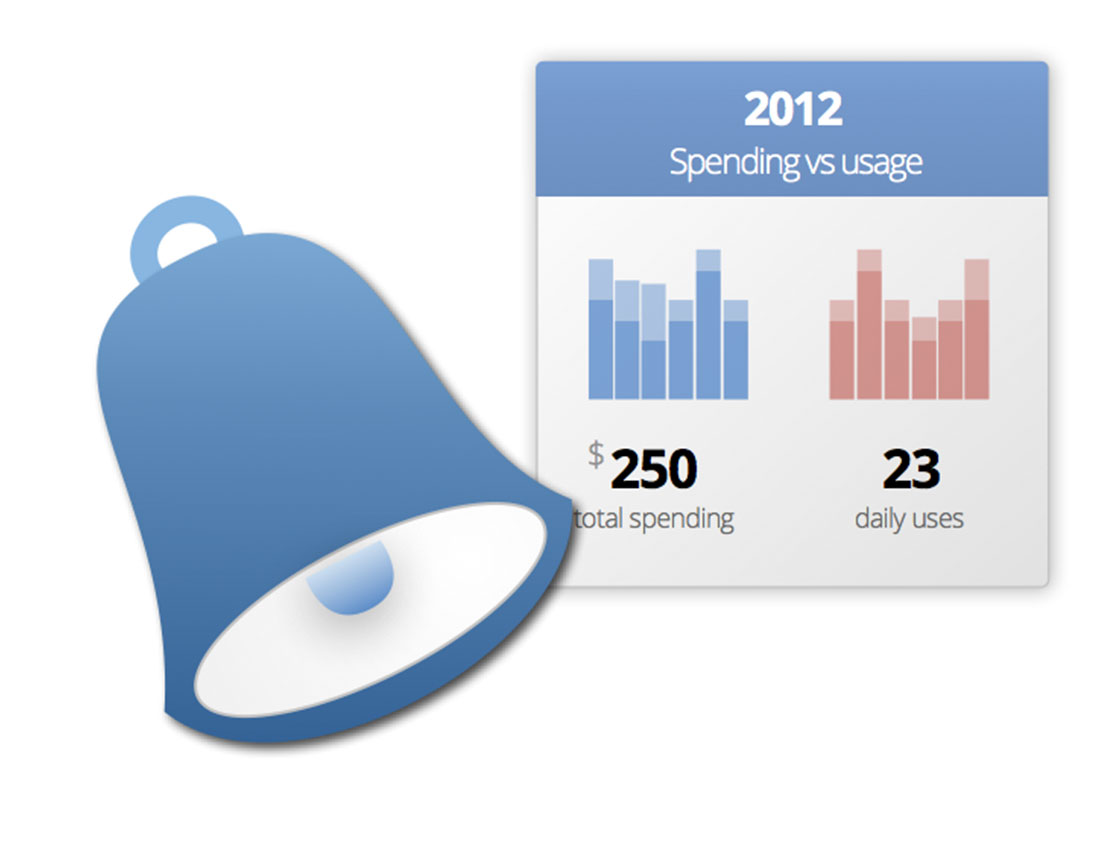 2012
Spending vs usage
$250
total spending
23
daily uses